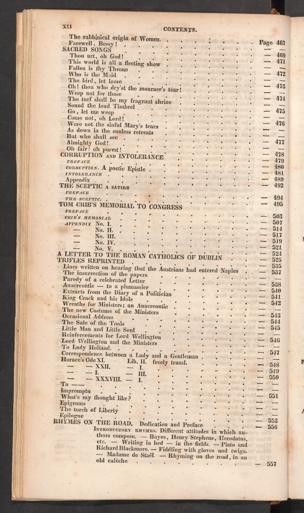 XII
CONTENTS.
The rabbinical origin of Women. Page 462
Farewell, Bessy!
SACRED SONGS
Thou art, oh God!
This world is all a fleeting show — 471
Fallen is thy Throne
Who is the Maid — 472
The bird, let loose
Oh! thou who dry'st the mourner's tear!
Weep not for those
The turf shall be my fragrant shrine — 474
Sound the loud Timbrel
Go, let me weep
Come not, oh Lord! — 476
Were not the sinful Mary's tears
As down in the sunless retreats
But who shall see
Almighty God! — 477
Oh fair! oh purest!
CORRUPTION AND INTOLERANCE — 478
PREFACE — 479
CORRUPTION. A poetic Epistle — 480
INTOLERANCE — 481
Appendix — 489
THE SCEPTIC A SATIRE — 492
PREFACE
THE SCEPTIC — 494
TOM CRIB'S MEMORIAL TO CONGRESS — 495
PREFACE
CRIB'S MEMORIAL — 503
APPENDIX No. I. — 507
— No. II. — 514
— No. III. — 517
— No. IV. — 519
— No. V. — 521
A LETTER TO THE ROMAN CATHOLICS OF DUBLIN — 524
TRIFLES REPRINTED — 535
Lines written on hearing that the Austrians had entered Naples
The insurrection of the papers — 537
Parody of a celebrated Letter
Anacreontic — to a plumassier — 538
Extracts from the Diary of a Politician — 540
King Crack and his Idols — 541
Wreaths for Ministers; an Anacreontic — 542
The new Costume of the Ministers
Occasional Address — 543
The Sale of the Tools — 544
Little Man and Little Soul — 545
Reinforcements for Lord Wellington
Lord Wellington and the Ministers — 546
To Lady Holland.
Correspondence between a Lady and a Gentleman — 547
Horace's Ode XI. Lib. II. freely transl. — 548
— — XXII. — I. — 549
— — I. — III. — 550
— — XXXVIII. — I.
To ——
Impromptu
What's my thought like? — 551
Epigrams
The torch of Liberty
Epilogue — 552
RHYMES ON THE ROAD. Dedication and Preface — 556
INTRODUCTORY RHYMES. Different attitudes in which authors
compose. — Bayes, Henry Stephens, Herodotus,
etc. — Writing in bed — in the fields. — Plato and
Richard Blackmore. — Fiddling with gloves and twigs.
— Madame de Staël. — Rhyming on the road, in an
old calèche — 557